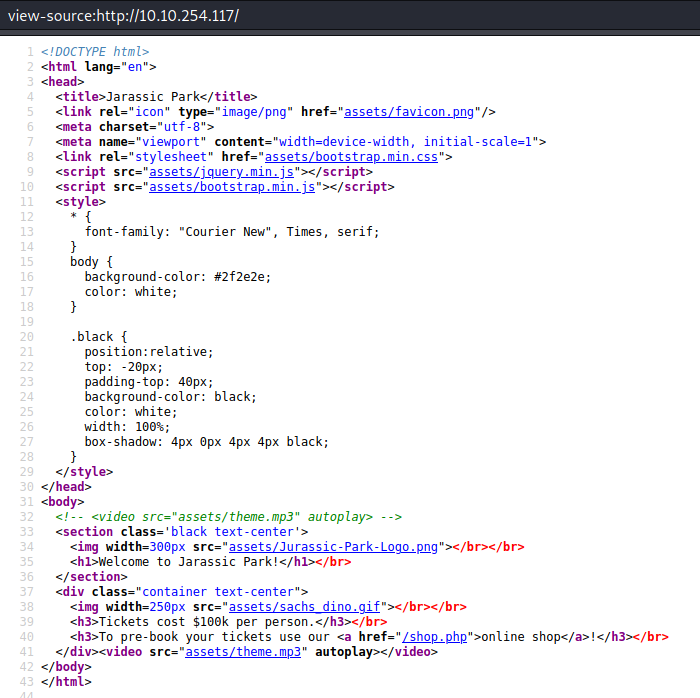 view-source:http://10.10.254.117/
1 <!DOCTYPE html>
2 <html lang="en">
3 <head>
4   <title>Jarassic Park</title>
5   <link rel="icon" type="image/png" href="assets/favicon.png"/>
6   <meta charset="utf-8">
7   <meta name="viewport" content="width=device-width, initial-scale=1">
8   <link rel="stylesheet" href="assets/bootstrap.min.css">
9   <script src="assets/jquery.min.js"></script>
10   <script src="assets/bootstrap.min.js"></script>
11   <style>
12     * {
13       font-family: "Courier New", Times, serif;
14     }
15     body {
16       background-color: #2f2e2e;
17       color: white;
18     }
19
20     .black {
21       position:relative;
22       top: -20px;
23       padding-top: 40px;
24       background-color: black;
25       color: white;
26       width: 100%;
27       box-shadow: 4px 0px 4px 4px black;
28     }
29   </style>
30 </head>
31 <body>
32   <!-- <video src="assets/theme.mp3" autoplay> -->
33   <section class='black text-center'>
34     <img width=300px src="assets/Jurassic-Park-Logo.png"></br></br>
35     <h1>Welcome to Jarassic Park!</h1></br>
36   </section>
37   <div class="container text-center">
38     <img width=250px src="assets/sachs_dino.gif"></br></br>
39     <h3>Tickets cost $100k per person.</h3></br>
40     <h3>To pre-book your tickets use our <a href="/shop.php">online shop</a>!</h3></br>
41   </div><video src="assets/theme.mp3" autoplay></video>
42 </body>
43 </html>
44